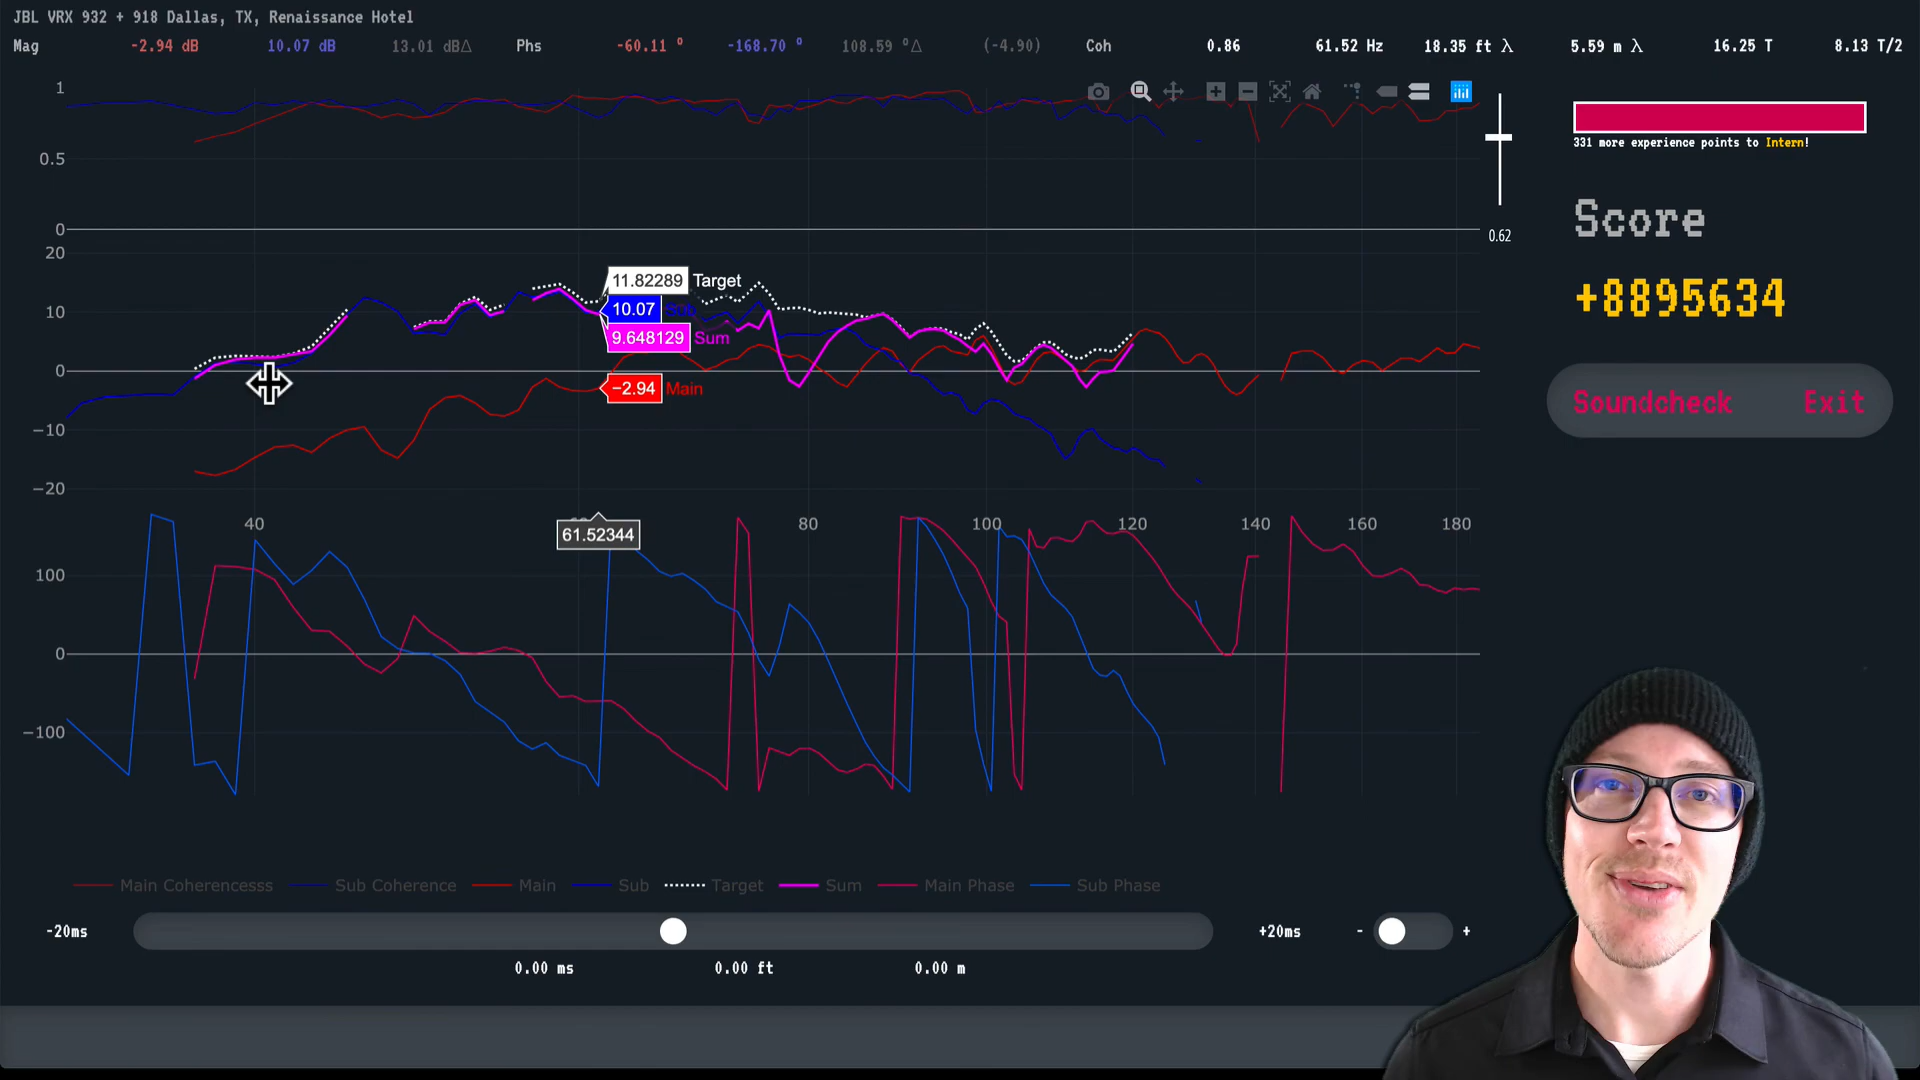 JBL VRX 932 + 918 Dallas, TX, Renaissance Hotel
Mag -2.94 dB 10.07 dB 13.01 dBΔ Phs -60.11 º -168.70 º 108.59 ºΔ (-4.90) Coh 0.86 61.52 Hz 18.35 ft λ 5.59 m λ 16.25 T 8.13 T/2
1
0.5
0
0.62
331 more experience points to Intern!
Score
+8895634
Soundcheck Exit
20
10
0
−10
−20
11.82289 Target
10.07 Sub
9.648129 Sum
−2.94 Main
40 80 100 120 140 160 180
61.52344
100
0
−100
Main Coherencesss Sub Coherence Main Sub Target Sum Main Phase Sub Phase
-20ms +20ms - +
0.00 ms 0.00 ft 0.00 m